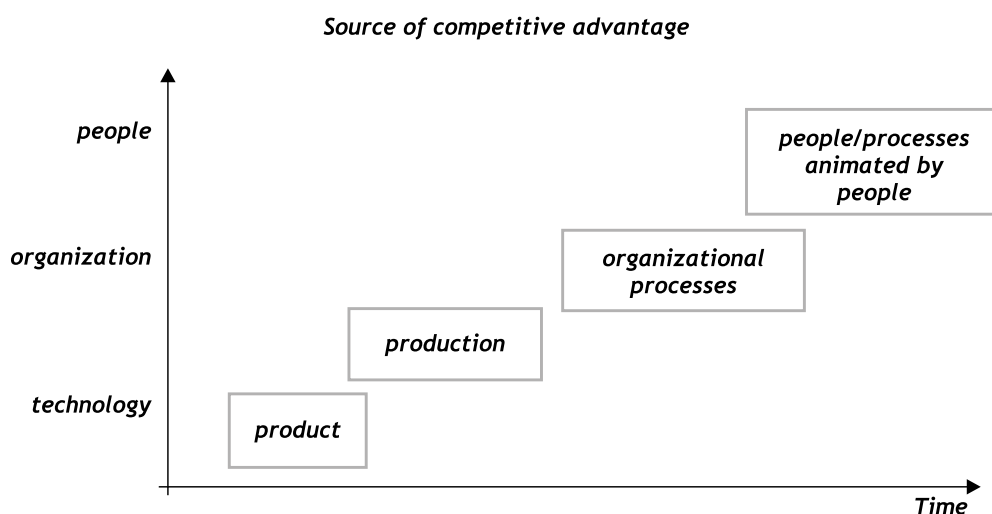 Source of competitive advantage
people
people/processes
animated by
people
organization
organizational
processes
production
technology
product
Time